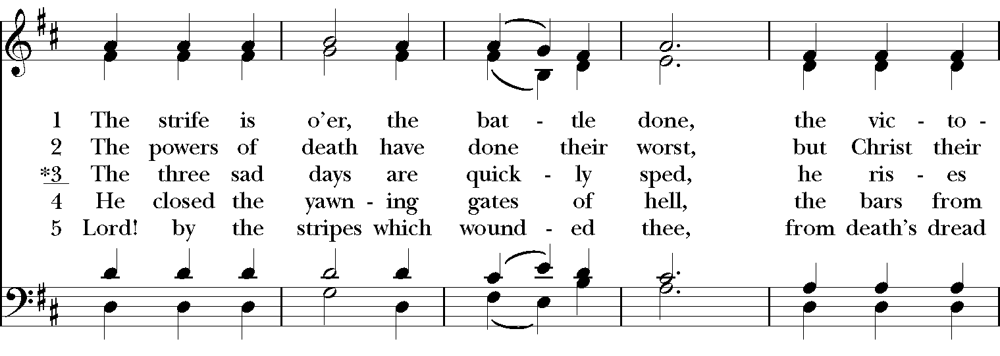 1 The strife is o’er, the bat - tle done, the vic - to -
2 The powers of death have done their worst, but Christ their
*3 The three sad days are quick - ly sped, he ris - es
4 He closed the yawn - ing gates of hell, the bars from
5 Lord! by the stripes which wound - ed thee, from death’s dread